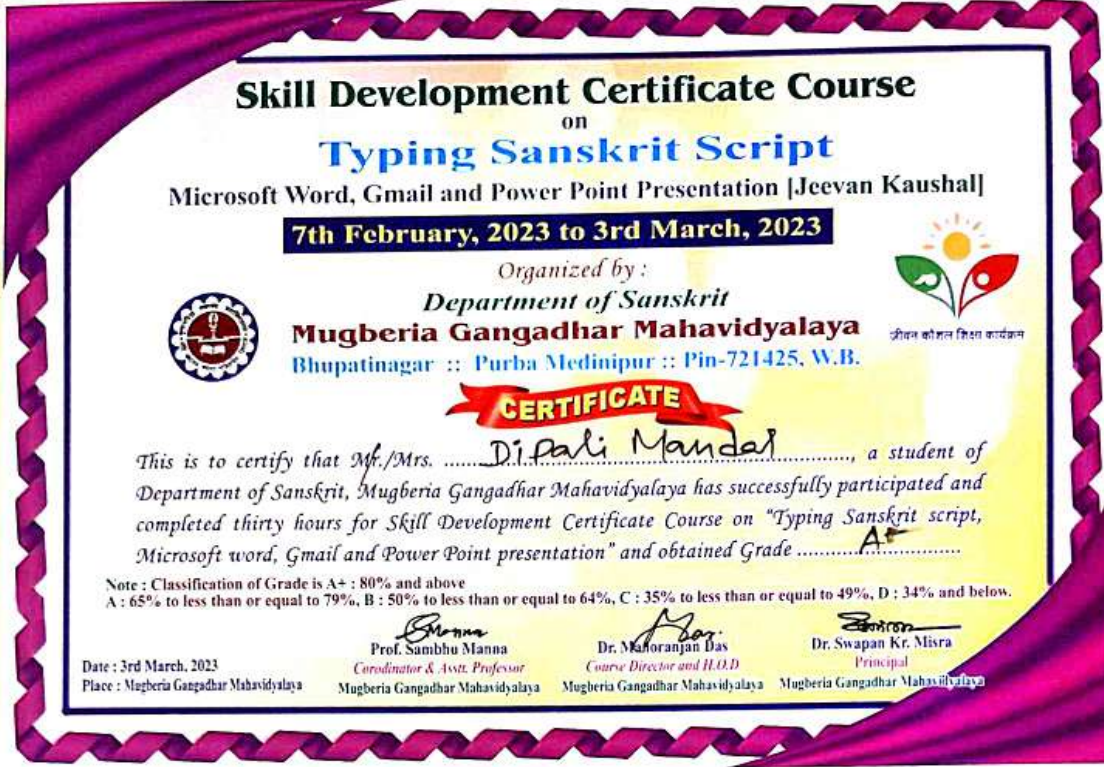 Skill Development Certificate Course
on
Typing Sanskrit Script
Microsoft Word, Gmail and Power Point Presentation [Jeevan Kaushal]
7th February, 2023 to 3rd March, 2023
Organized by :
Department of Sanskrit
Mugberia Gangadhar Mahavidyalaya
Bhupatinagar :: Purba Medinipur :: Pin-721425, W.B.
जीवन कौशल शिक्षा कार्यक्रम
CERTIFICATE
This is to certify that Mr./Mrs. Dipali Mandal, a student of
Department of Sanskrit, Mugberia Gangadhar Mahavidyalaya has successfully participated and
completed thirty hours for Skill Development Certificate Course on "Typing Sanskrit script,
Microsoft word, Gmail and Power Point presentation" and obtained Grade A+
Note : Classification of Grade is A+ : 80% and above
A : 65% to less than or equal to 79%, B : 50% to less than or equal to 64%, C : 35% to less than or equal to 49%, D : 34% and below.
Prof. Sambhu Manna
Corodinator & Asstt. Professor
Mugberia Gangadhar Mahavidyalaya
Dr. Manoranjan Das
Course Director and H.O.D
Mugberia Gangadhar Mahavidyalaya
Dr. Swapan Kr. Misra
Principal
Mugberia Gangadhar Mahavidyalaya
Date : 3rd March, 2023
Place : Mugberia Gangadhar Mahavidyalaya